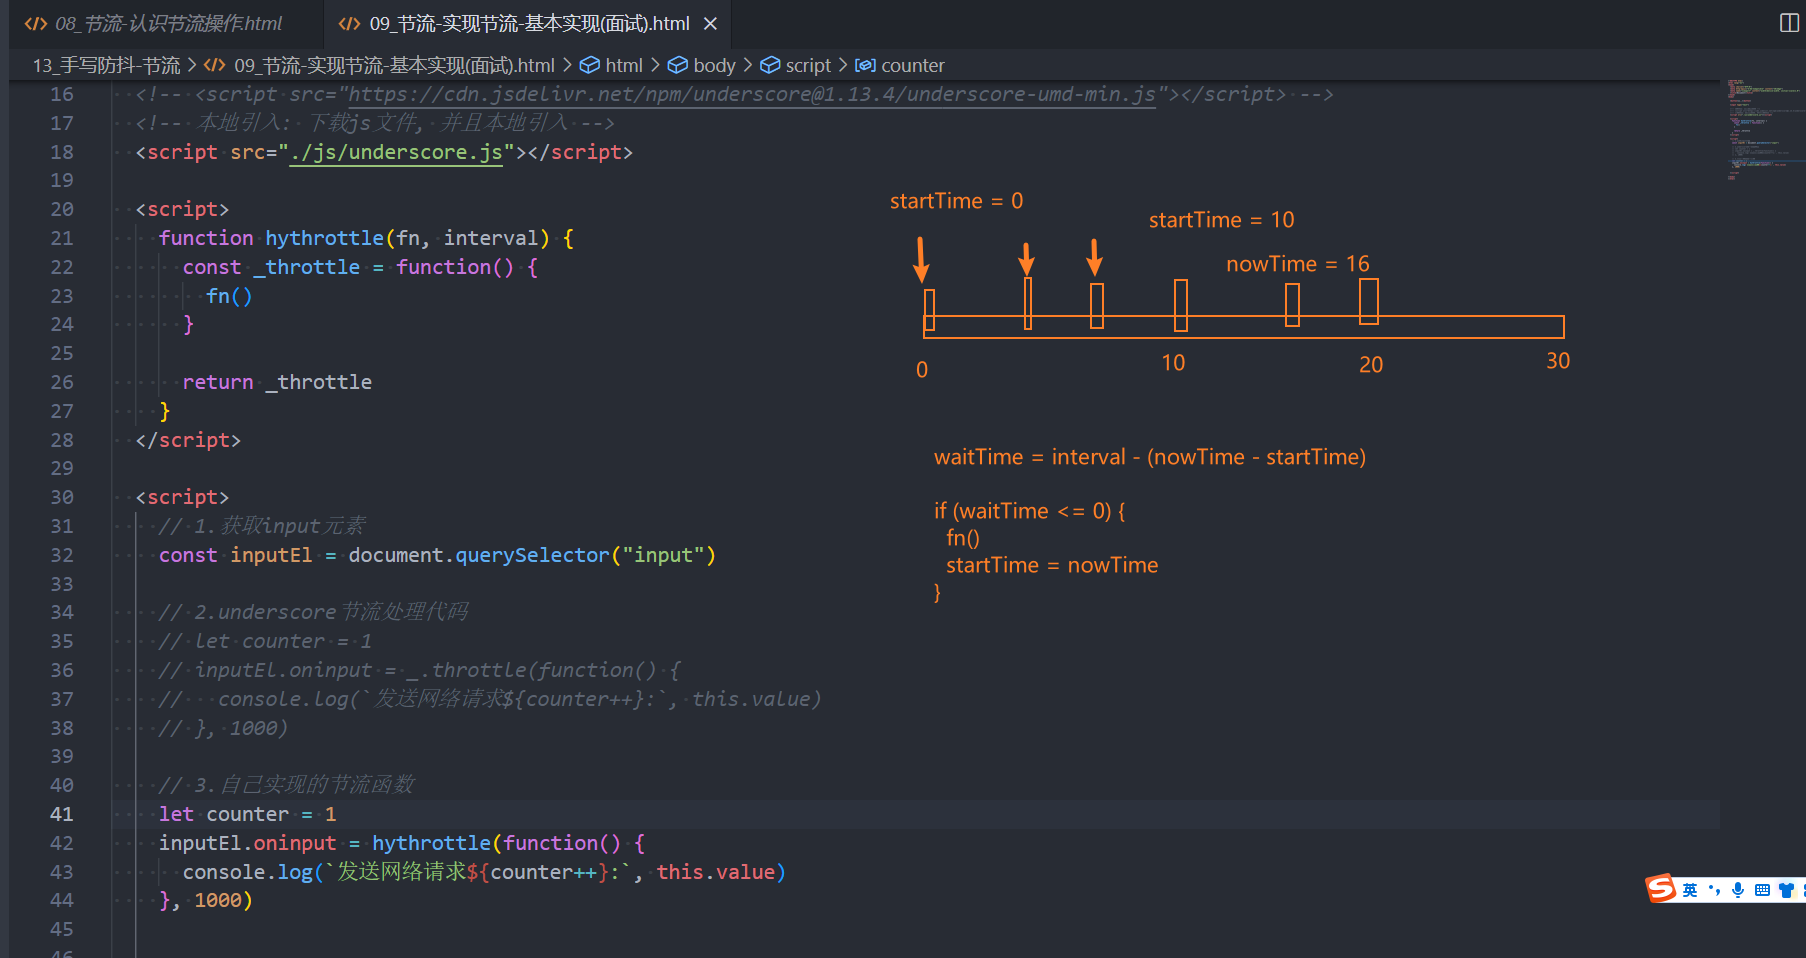 08_节流-认识节流操作.html
09_节流-实现节流-基本实现(面试).html
13_手写防抖-节流 > 09_节流-实现节流-基本实现(面试).html > html > body > script > counter
16 <!-- <script src="https://cdn.jsdelivr.net/npm/underscore@1.13.4/underscore-umd-min.js"></script> -->
17 <!-- 本地引入: 下载js文件, 并且本地引入 -->
18 <script src="./js/underscore.js"></script>
19
20 <script>
21 function hythrottle(fn, interval) {
22 const _throttle = function() {
23 fn()
24 }
25
26 return _throttle
27 }
28 </script>
29
30 <script>
31 // 1.获取input元素
32 const inputEl = document.querySelector("input")
33
34 // 2.underscore节流处理代码
35 // let counter = 1
36 // inputEl.oninput = _.throttle(function() {
37 //   console.log(`发送网络请求${counter++}:`, this.value)
38 // }, 1000)
39
40 // 3.自己实现的节流函数
41 let counter = 1
42 inputEl.oninput = hythrottle(function() {
43 console.log(`发送网络请求${counter++}:`, this.value)
44 }, 1000)
45
startTime = 0
startTime = 10
nowTime = 16
0
10
20
30
waitTime = interval - (nowTime - startTime)
if (waitTime <= 0) {
fn()
startTime = nowTime
}
英